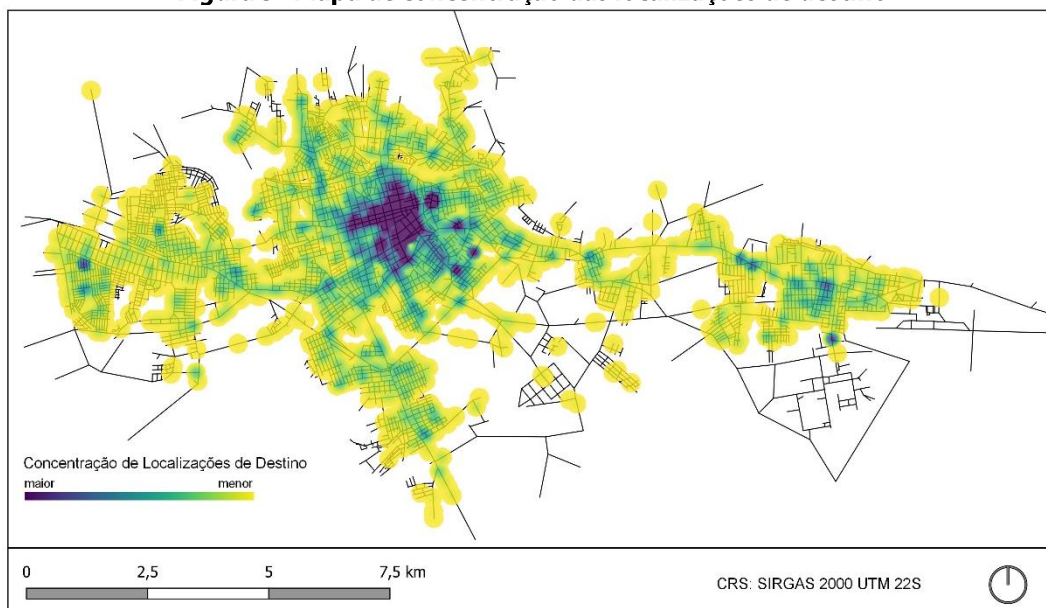 Concentração de Localizações de Destino
maior menor
0 2,5 5 7,5 km
CRS: SIRGAS 2000 UTM 22S